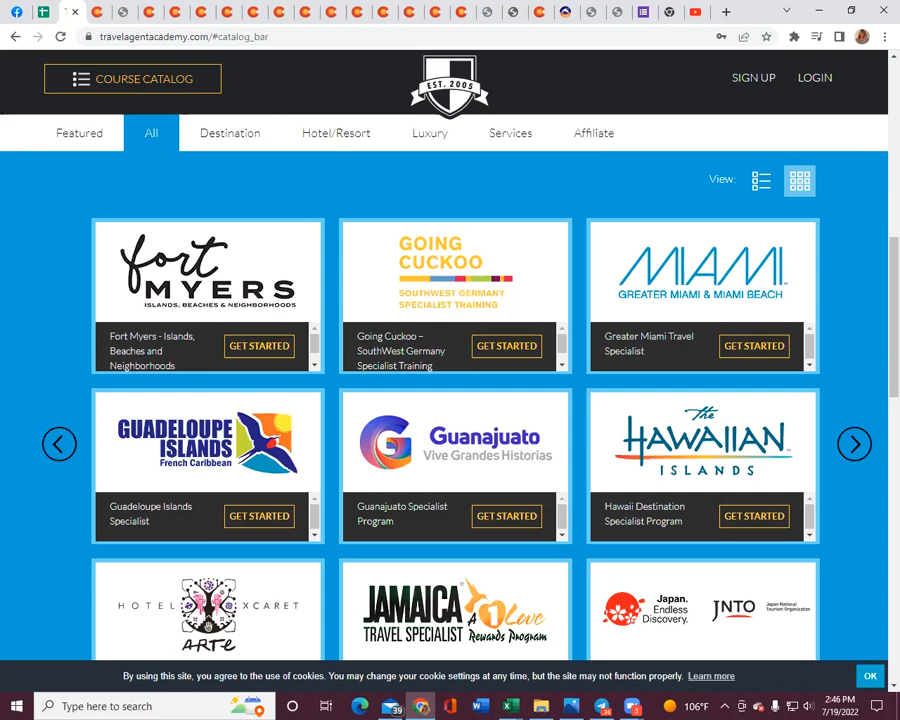 travelagentacademy.com/#catalog_bar
COURSE CATALOG
EST. 2005
SIGN UP
LOGIN
Featured
All
Destination
Hotel/Resort
Luxury
Services
Affiliate
View:
fort
MYERS
ISLANDS, BEACHES & NEIGHBORHOODS
Fort Myers - Islands,
Beaches and
Neighborhoods
GET STARTED
GOING
CUCKOO
SOUTHWEST GERMANY
SPECIALIST TRAINING
Going Cuckoo –
SouthWest Germany
Specialist Training
GET STARTED
MIAMI™
GREATER MIAMI & MIAMI BEACH
Greater Miami Travel
Specialist
GET STARTED
GUADELOUPE
ISLANDS
French Caribbean
Guadeloupe Islands
Specialist
GET STARTED
G
Guanajuato
Vive Grandes Historias
Guanajuato Specialist
Program
GET STARTED
the
HAWAIIAN™
ISLANDS
Hawaii Destination
Specialist Program
GET STARTED
HOTEL XCARET
ARTE
JAMAICA®
TRAVEL SPECIALIST
A 1 Love
Rewards Program
Japan.
Endless
Discovery.
JNTO
Japan National
Tourism Organization
By using this site, you agree to the use of cookies. You may change your cookie settings at any time, but the site may not function properly. Learn more
OK
Type here to search
39
106°F
2:46 PM
7/19/2022